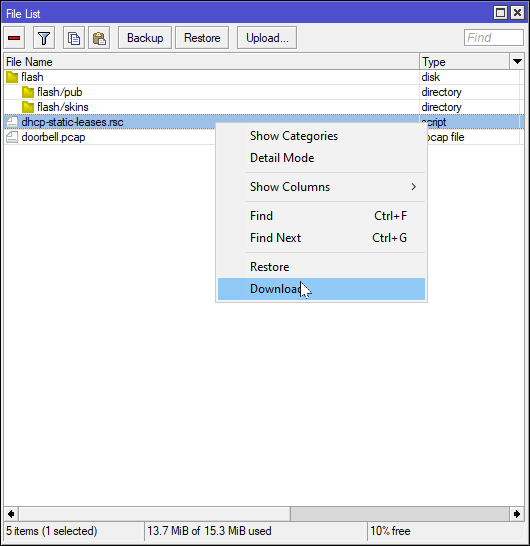 File List
Backup Restore Upload... Find
File Name Type
flash disk
flash/pub directory
flash/skins directory
dhcp-static-leases.rsc script
doorbell.pcap pcap file
Show Categories
Detail Mode
Show Columns
Find Ctrl+F
Find Next Ctrl+G
Restore
Download
5 items (1 selected) 13.7 MiB of 15.3 MiB used 10% free